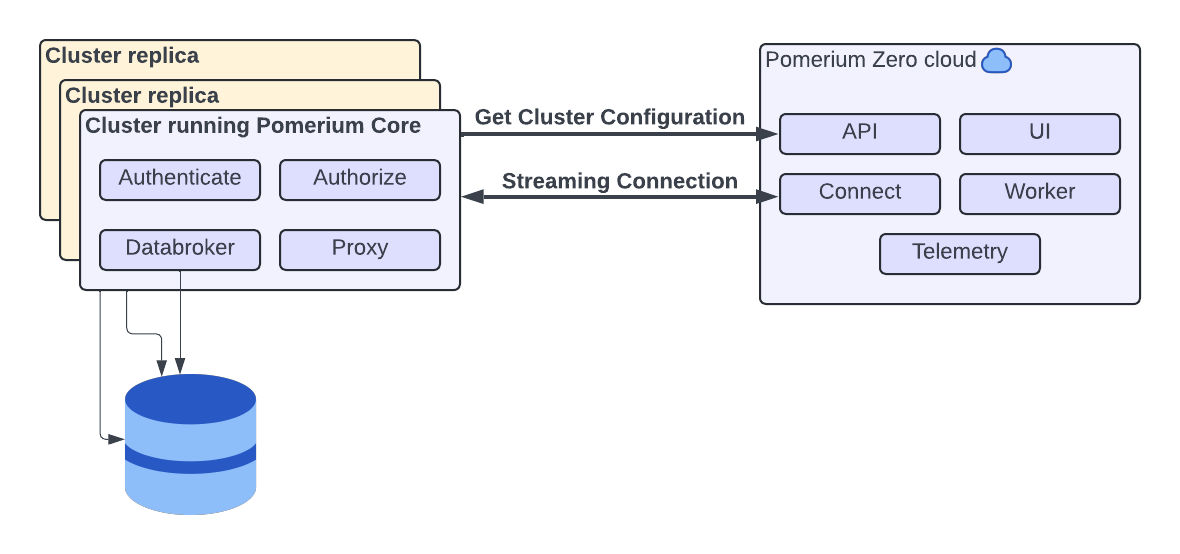 Cluster replica
Cluster replica
Cluster running Pomerium Core
Authenticate
Authorize
Databroker
Proxy
Get Cluster Configuration
Streaming Connection
Pomerium Zero cloud
API
UI
Connect
Worker
Telemetry